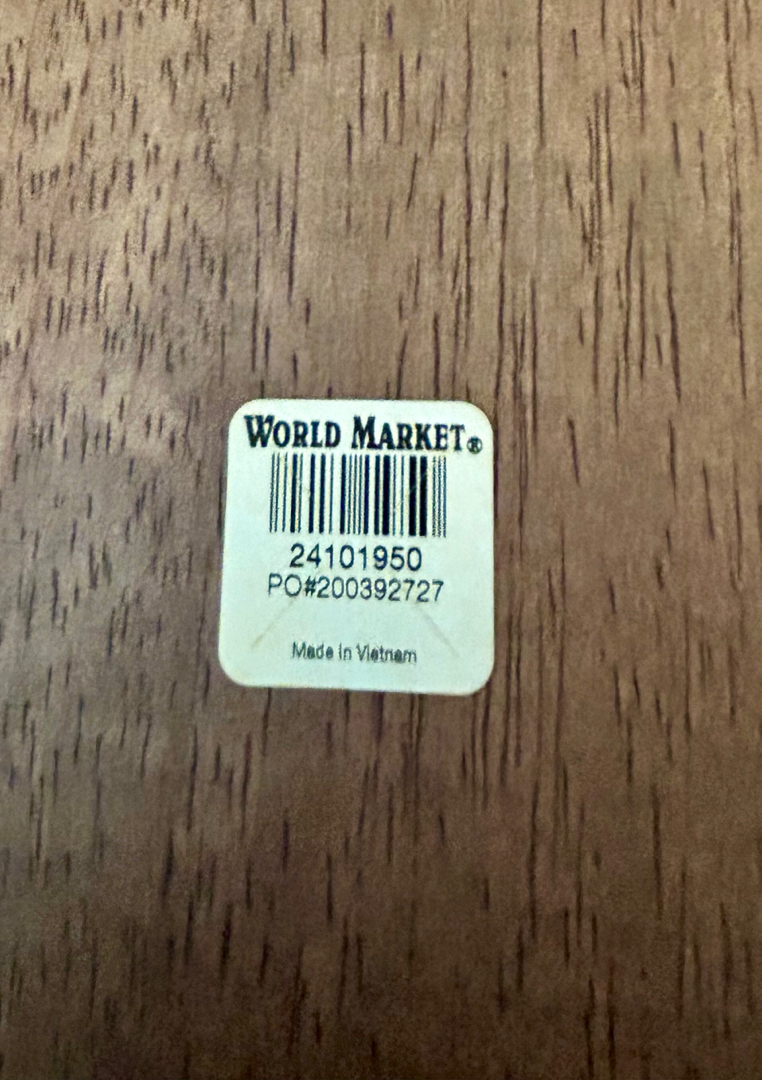 WORLD MARKET®
24101950
PO#200392727
Made in Vietnam